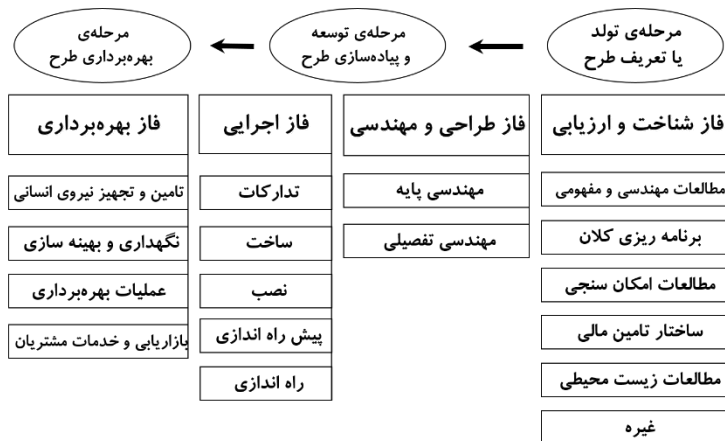 مرحله‌ی تولد
یا تعریف طرح
مرحله‌ی توسعه
و پیاده‌سازی طرح
مرحله‌ی
بهره‌برداری طرح
فاز شناخت و ارزیابی
مطالعات مهندسی و مفهومی
برنامه ریزی کلان
مطالعات امکان سنجی
ساختار تامین مالی
مطالعات زیست محیطی
غیره
فاز طراحی و مهندسی
مهندسی پایه
مهندسی تفصیلی
فاز اجرایی
تدارکات
ساخت
نصب
پیش راه اندازی
راه اندازی
فاز بهره‌برداری
تامین و تجهیز نیروی انسانی
نگهداری و بهینه سازی
عملیات بهره‌برداری
بازاریابی و خدمات مشتریان